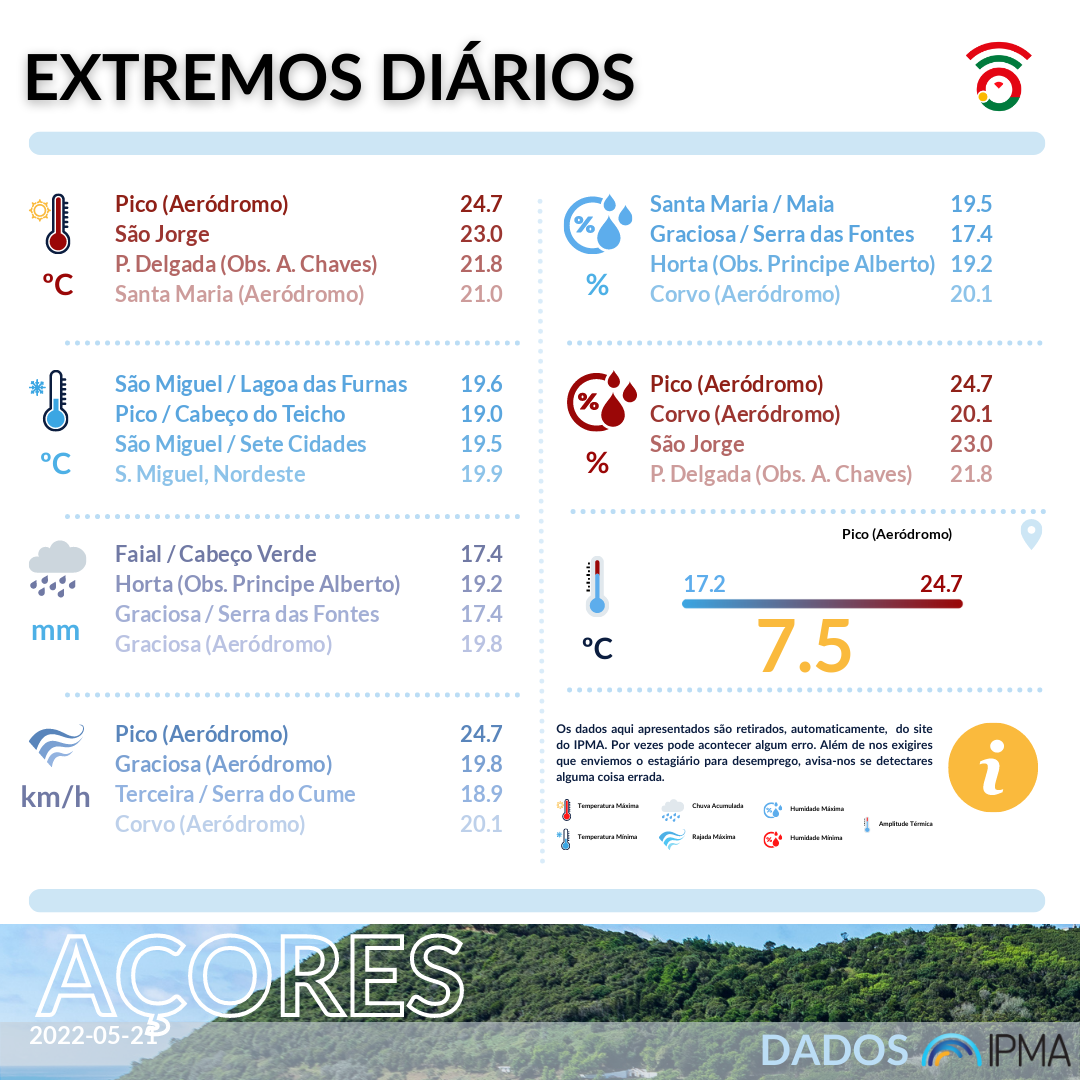 EXTREMOS DIÁRIOS
Pico (Aeródromo) 24.7
São Jorge 23.0
P. Delgada (Obs. A. Chaves) 21.8
Santa Maria (Aeródromo) 21.0
ºC
São Miguel / Lagoa das Furnas 19.6
Pico / Cabeço do Teicho 19.0
São Miguel / Sete Cidades 19.5
S. Miguel, Nordeste 19.9
ºC
Faial / Cabeço Verde 17.4
Horta (Obs. Principe Alberto) 19.2
Graciosa / Serra das Fontes 17.4
Graciosa (Aeródromo) 19.8
mm
Pico (Aeródromo) 24.7
Graciosa (Aeródromo) 19.8
Terceira / Serra do Cume 18.9
Corvo (Aeródromo) 20.1
km/h
%
Santa Maria / Maia 19.5
Graciosa / Serra das Fontes 17.4
Horta (Obs. Principe Alberto) 19.2
Corvo (Aeródromo) 20.1
%
%
Pico (Aeródromo) 24.7
Corvo (Aeródromo) 20.1
São Jorge 23.0
P. Delgada (Obs. A. Chaves) 21.8
%
Pico (Aeródromo)
17.2 24.7
7.5
ºC
Os dados aqui apresentados são retirados, automaticamente, do site
do IPMA. Por vezes pode acontecer algum erro. Além de nos exigires
que enviemos o estagiário para desemprego, avisa-nos se detectares
alguma coisa errada.
i
Temperatura Máxima Chuva Acumulada Humidade Máxima
Amplitude Térmica
Temperatura Mínima Rajada Máxima Humidade Mínima
AÇORES
2022-05-21
DADOS IPMA